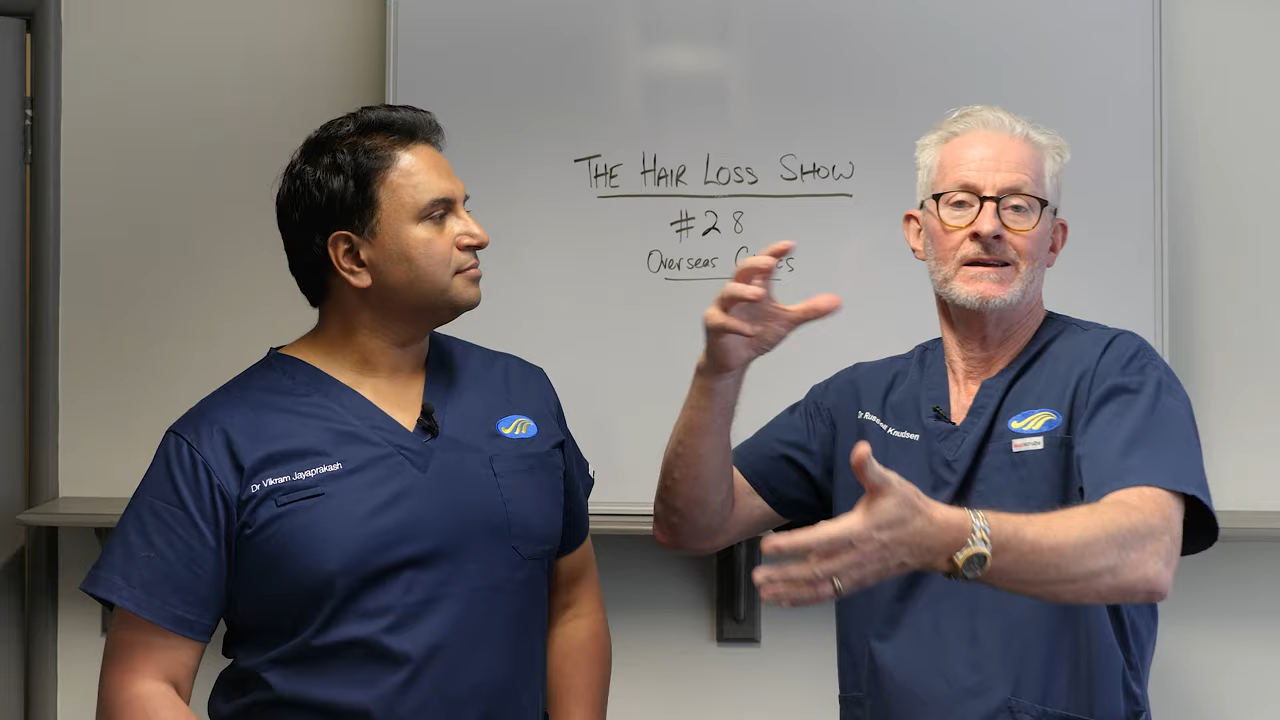 THE HAIR LOSS SHOW
#28
Overseas
Dr Vikram Jayaprakash
Dr Russell Knudsen